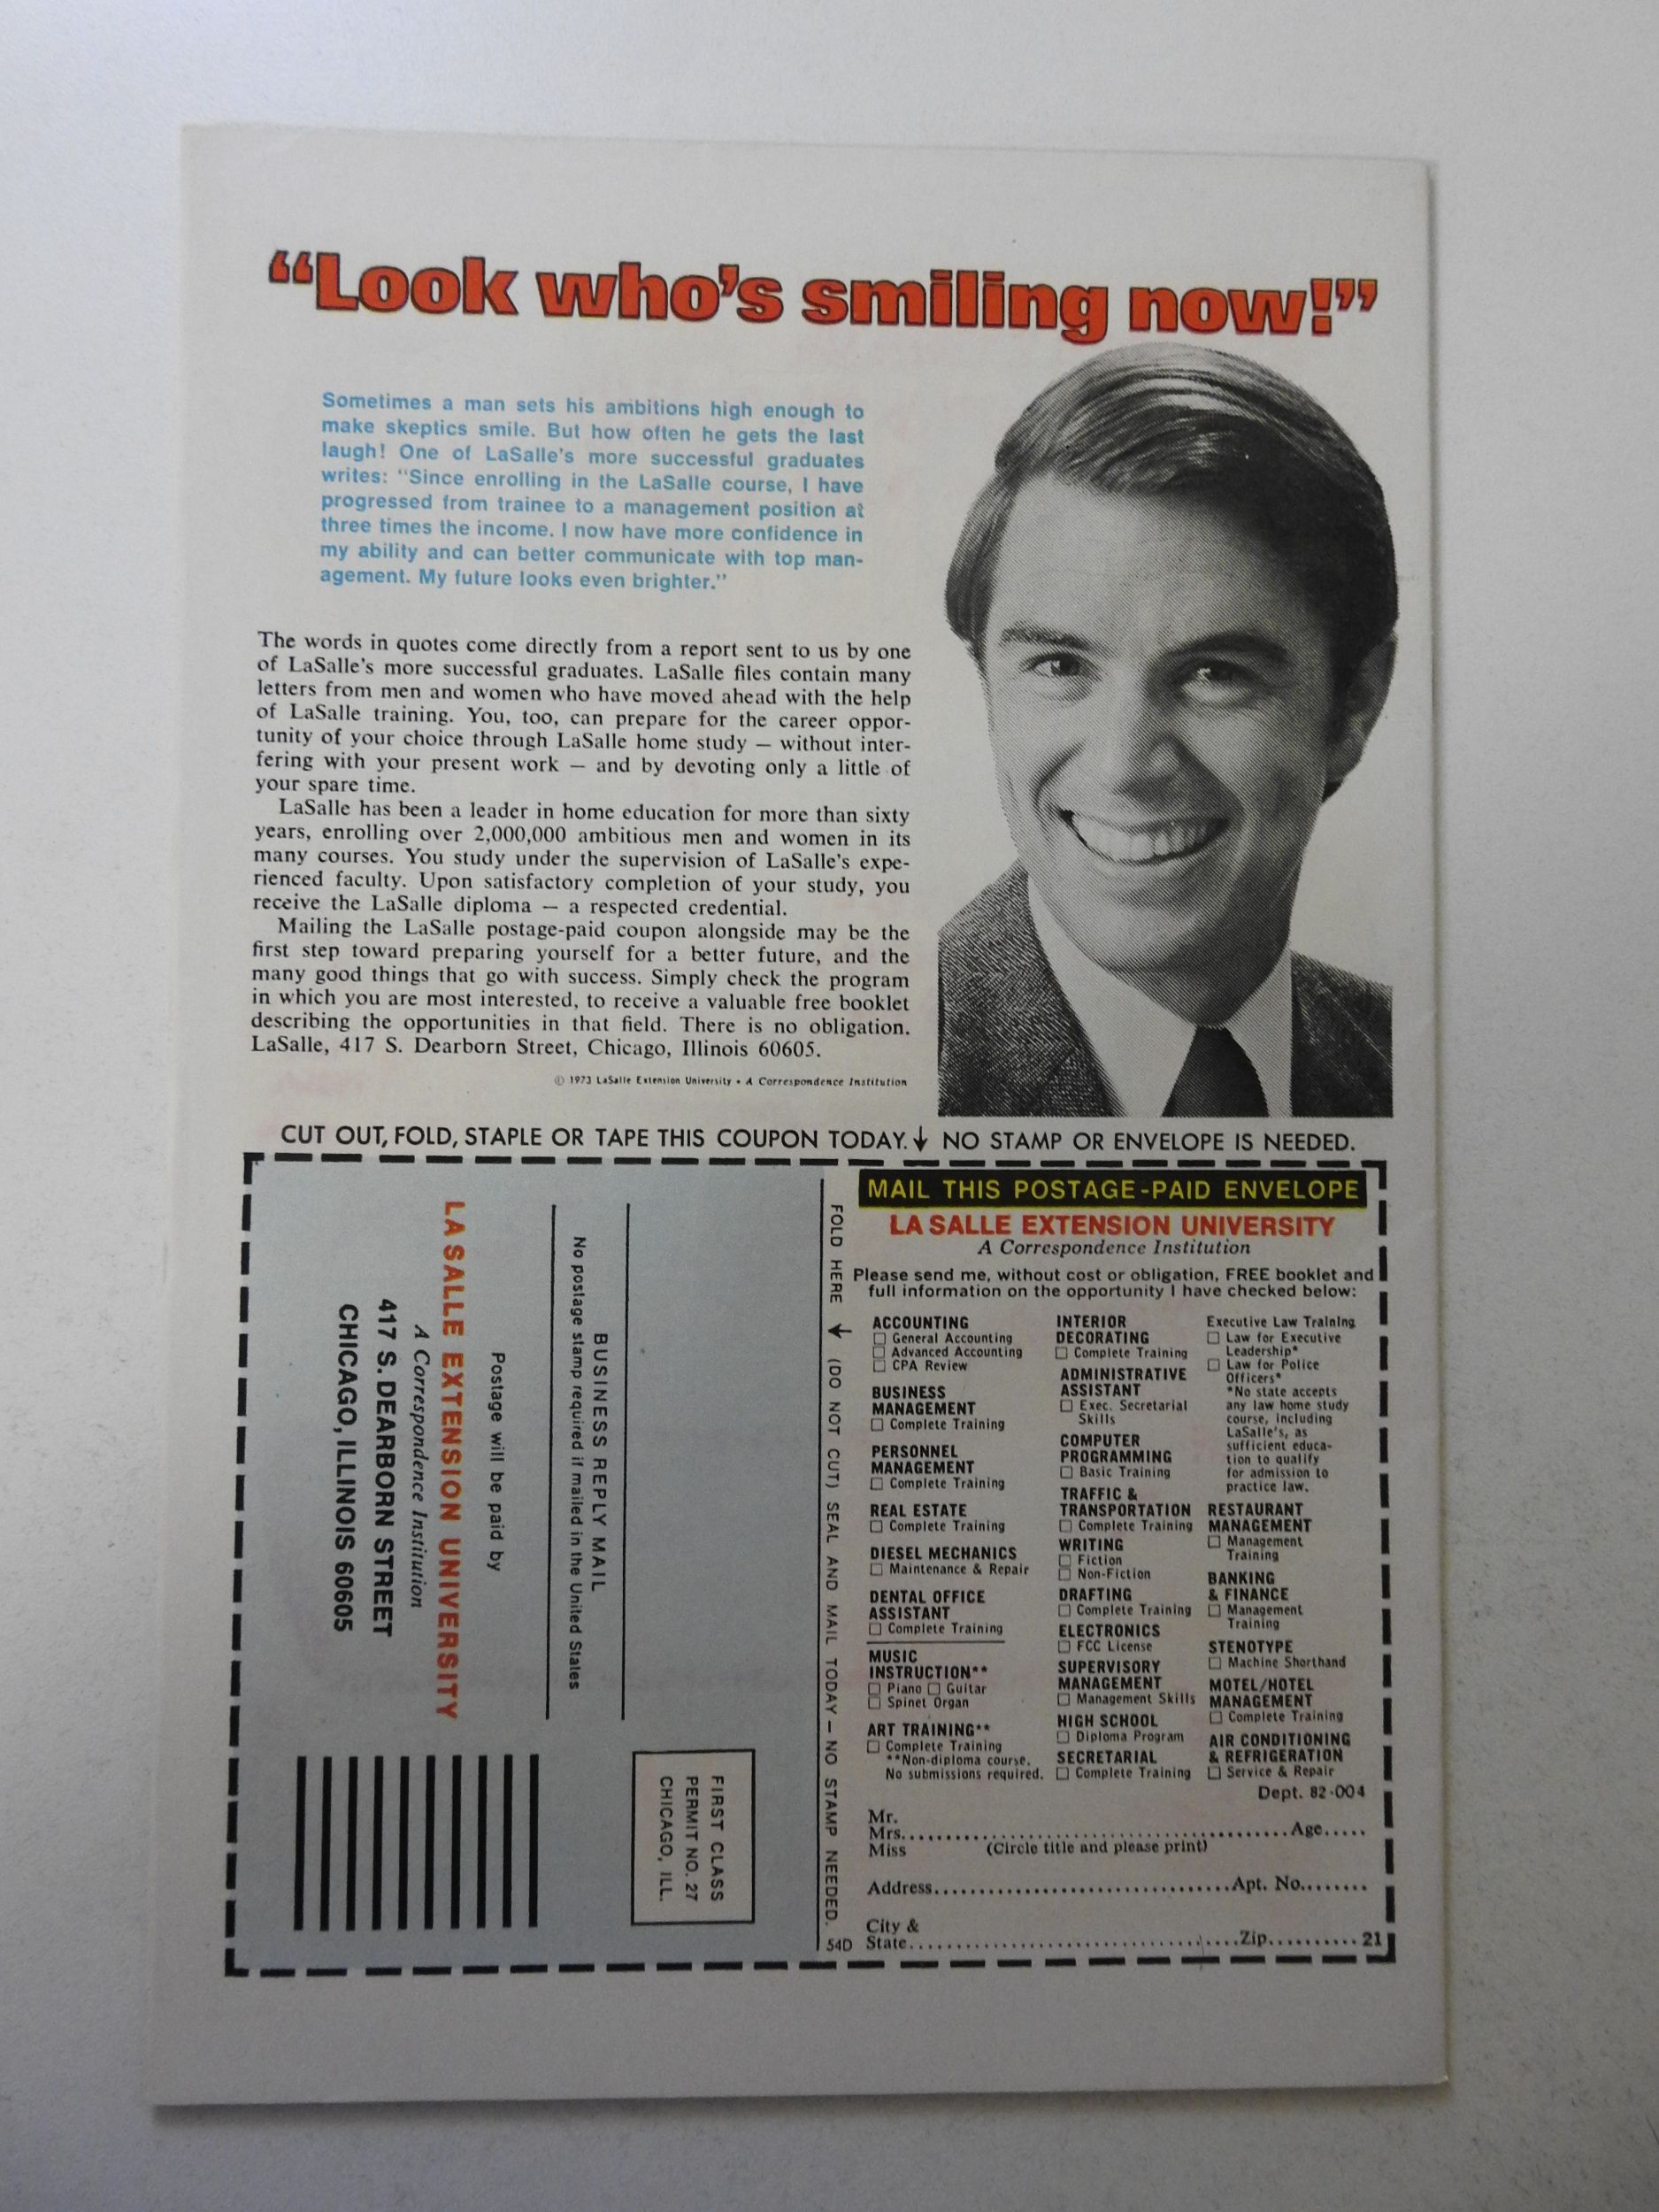 “Look who’s smiling now!”
Sometimes a man sets his ambitions high enough to
make skeptics smile. But how often he gets the last
laugh! One of LaSalle’s more successful graduates
writes: “Since enrolling in the LaSalle course, I have
progressed from trainee to a management position at
three times the income. I now have more confidence in
my ability and can better communicate with top man-
agement. My future looks even brighter.”
The words in quotes come directly from a report sent to us by one
of LaSalle’s more successful graduates. LaSalle files contain many
letters from men and women who have moved ahead with the help
of LaSalle training. You, too, can prepare for the career oppor-
tunity of your choice through LaSalle home study — without inter-
fering with your present work — and by devoting only a little of
your spare time.
LaSalle has been a leader in home education for more than sixty
years, enrolling over 2,000,000 ambitious men and women in its
many courses. You study under the supervision of LaSalle’s expe-
rienced faculty. Upon satisfactory completion of your study, you
receive the LaSalle diploma — a respected credential.
Mailing the LaSalle postage-paid coupon alongside may be the
first step toward preparing yourself for a better future, and the
many good things that go with success. Simply check the program
in which you are most interested, to receive a valuable free booklet
describing the opportunities in that field. There is no obligation.
LaSalle, 417 S. Dearborn Street, Chicago, Illinois 60605.
© 1973 LaSalle Extension University • A Correspondence Institution
CUT OUT, FOLD, STAPLE OR TAPE THIS COUPON TODAY.↓ NO STAMP OR ENVELOPE IS NEEDED.
FIRST CLASS
PERMIT NO. 27
CHICAGO, ILL.
BUSINESS REPLY MAIL
No postage stamp required if mailed in the United States
Postage will be paid by
LA SALLE EXTENSION UNIVERSITY
A Correspondence Institution
417 S. DEARBORN STREET
CHICAGO, ILLINOIS 60605
FOLD HERE → (DO NOT CUT) SEAL AND MAIL TODAY — NO STAMP NEEDED.
54D
MAIL THIS POSTAGE-PAID ENVELOPE
LA SALLE EXTENSION UNIVERSITY
A Correspondence Institution
Please send me, without cost or obligation, FREE booklet and
full information on the opportunity I have checked below:
ACCOUNTING
□ General Accounting
□ Advanced Accounting
□ CPA Review
BUSINESS
MANAGEMENT
□ Complete Training
PERSONNEL
MANAGEMENT
□ Complete Training
REAL ESTATE
□ Complete Training
DIESEL MECHANICS
□ Maintenance & Repair
DENTAL OFFICE
ASSISTANT
□ Complete Training
MUSIC
INSTRUCTION**
□ Piano □ Guitar
□ Spinet Organ
ART TRAINING**
□ Complete Training
**Non-diploma course.
No submissions required.
INTERIOR
DECORATING
□ Complete Training
ADMINISTRATIVE
ASSISTANT
□ Exec. Secretarial
Skills
COMPUTER
PROGRAMMING
□ Basic Training
TRAFFIC &
TRANSPORTATION
□ Complete Training
WRITING
□ Fiction
□ Non-Fiction
DRAFTING
□ Complete Training
ELECTRONICS
□ FCC License
SUPERVISORY
MANAGEMENT
□ Management Skills
HIGH SCHOOL
□ Diploma Program
SECRETARIAL
□ Complete Training
Executive Law Training
□ Law for Executive
Leadership*
□ Law for Police
Officers*
*No state accepts
any law home study
course, including
LaSalle’s, as
sufficient educa-
tion to qualify
for admission to
practice law.
RESTAURANT
MANAGEMENT
□ Management
Training
BANKING
& FINANCE
□ Management
Training
STENOTYPE
□ Machine Shorthand
MOTEL/HOTEL
MANAGEMENT
□ Complete Training
AIR CONDITIONING
& REFRIGERATION
□ Service & Repair
Dept. 82-004
Mr.
Mrs. ........ Age.....
Miss (Circle title and please print)
Address........ Apt. No........
City &
State........ Zip.......... 21